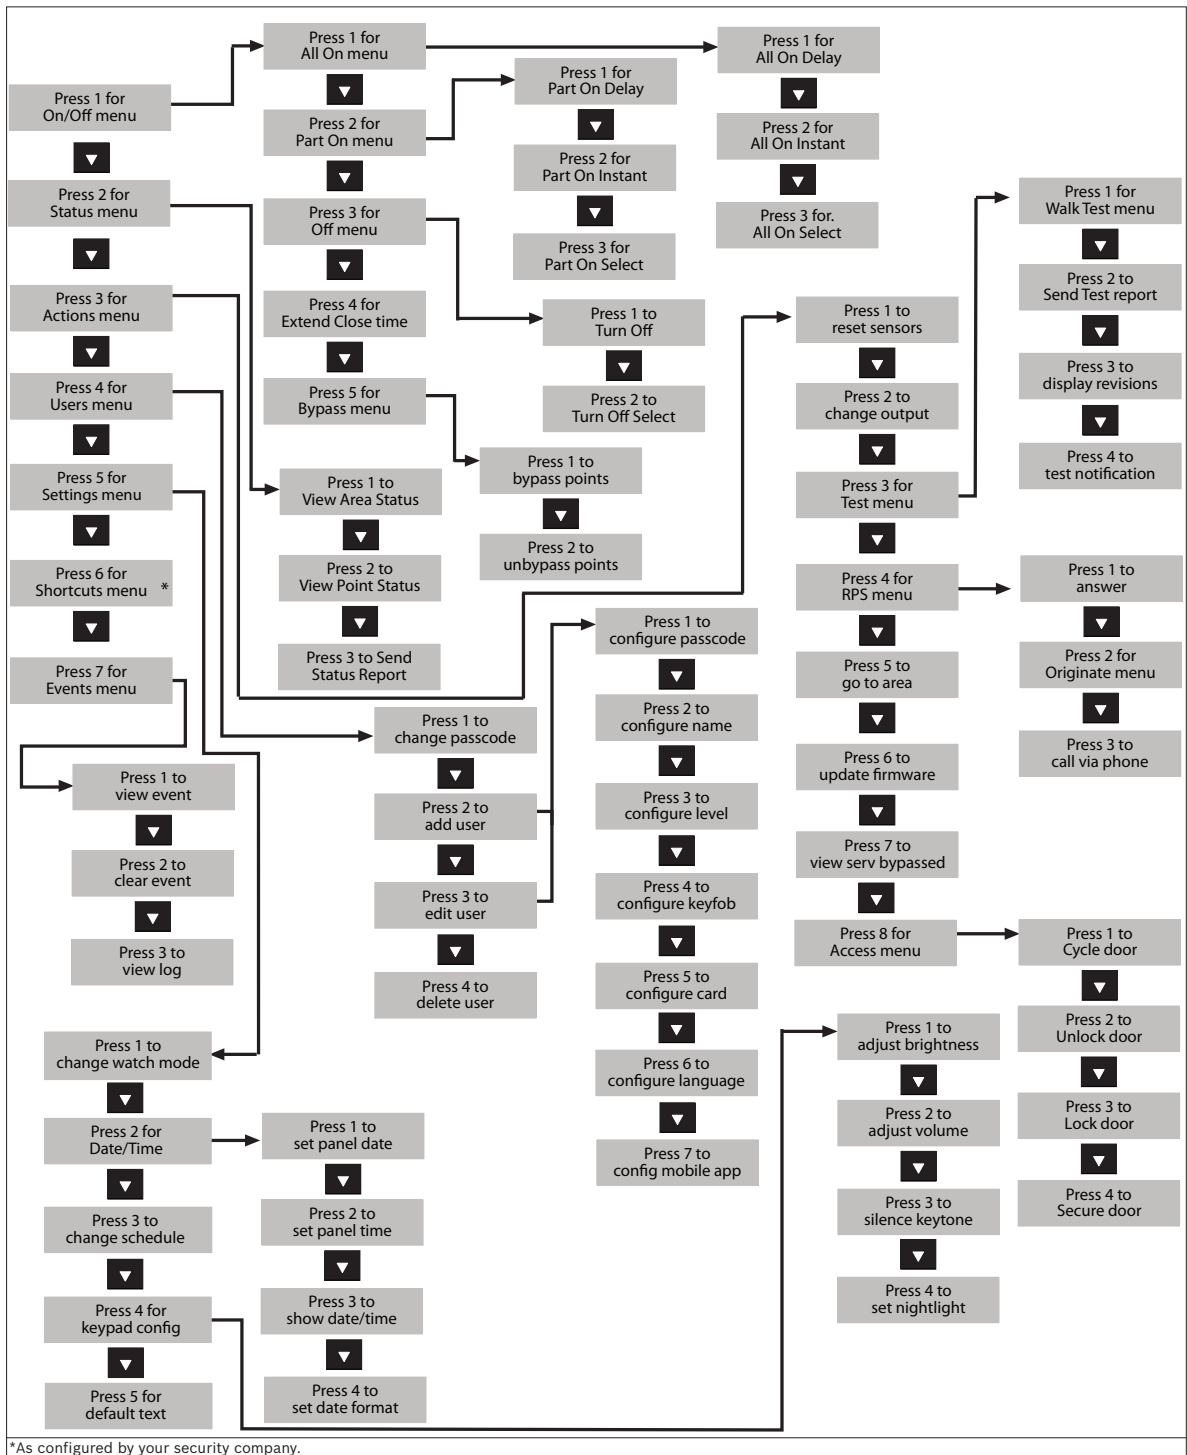 Press 1 for
On/Off menu
Press 2 for
Status menu
Press 3 for
Actions menu
Press 4 for
Users menu
Press 5 for
Settings menu
Press 6 for
Shortcuts menu *
Press 7 for
Events menu
Press 1 for
All On menu
Press 2 for
Part On menu
Press 3 for
Off menu
Press 4 for
Extend Close time
Press 5 for
Bypass menu
Press 1 for
All On Delay
Press 2 for
All On Instant
Press 3 for.
All On Select
Press 1 for
Part On Delay
Press 2 for
Part On Instant
Press 3 for
Part On Select
Press 1 to
Turn Off
Press 2 to
Turn Off Select
Press 1 to
bypass points
Press 2 to
unbypass points
Press 1 to
View Area Status
Press 2 to
View Point Status
Press 3 to Send
Status Report
Press 1 to
reset sensors
Press 2 to
change output
Press 3 for
Test menu
Press 4 for
RPS menu
Press 5 to
go to area
Press 6 to
update firmware
Press 7 to
view serv bypassed
Press 8 for
Access menu
Press 1 for
Walk Test menu
Press 2 to
Send Test report
Press 3 to
display revisions
Press 4 to
test notification
Press 1 to
answer
Press 2 for
Originate menu
Press 3 to
call via phone
Press 1 to
Cycle door
Press 2 to
Unlock door
Press 3 to
Lock door
Press 4 to
Secure door
Press 1 to
change passcode
Press 2 to
add user
Press 3 to
edit user
Press 4 to
delete user
Press 1 to
configure passcode
Press 2 to
configure name
Press 3 to
configure level
Press 4 to
configure keyfob
Press 5 to
configure card
Press 6 to
configure language
Press 7 to
config mobile app
Press 1 to
view event
Press 2 to
clear event
Press 3 to
view log
Press 1 to
change watch mode
Press 2 for
Date/Time
Press 3 to
change schedule
Press 4 for
keypad config
Press 5 for
default text
Press 1 to
set panel date
Press 2 to
set panel time
Press 3 to
show date/time
Press 4 to
set date format
Press 1 to
adjust brightness
Press 2 to
adjust volume
Press 3 to
silence keytone
Press 4 to
set nightlight
*As configured by your security company.